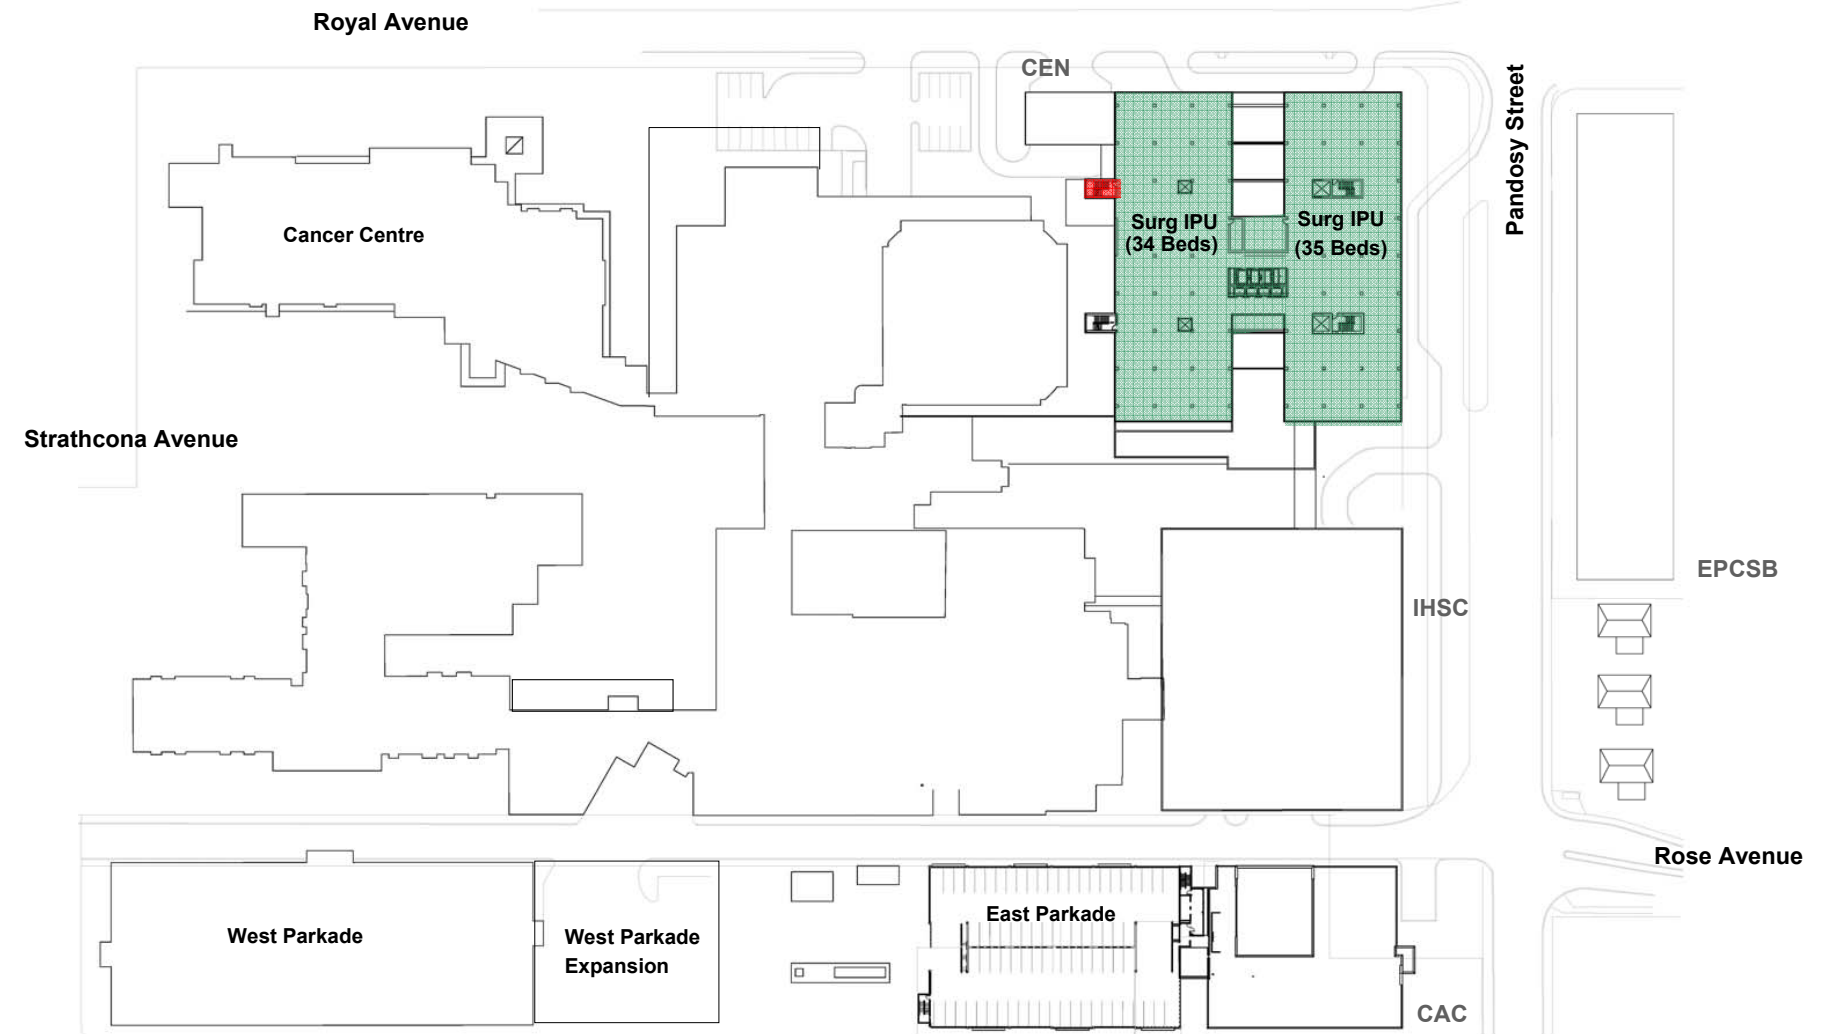 Royal Avenue
CEN
Pandosy Street
Surg IPU
(34 Beds)
Surg IPU
(35 Beds)
Cancer Centre
Strathcona Avenue
EPCSB
IHSC
Rose Avenue
East Parkade
West Parkade
West Parkade
Expansion
CAC